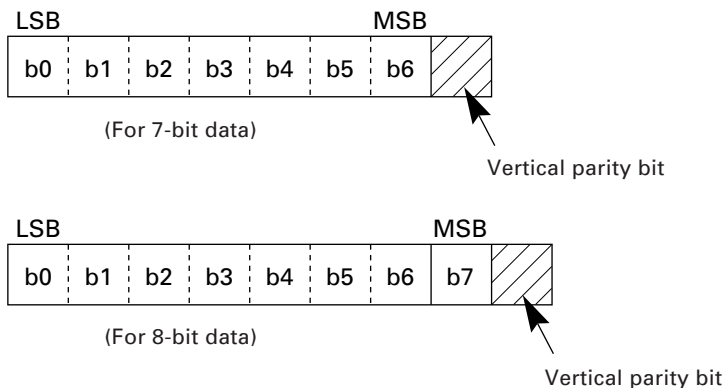 LSB MSB
b0 b1 b2 b3 b4 b5 b6
(For 7-bit data)
Vertical parity bit
LSB MSB
b0 b1 b2 b3 b4 b5 b6 b7
(For 8-bit data)
Vertical parity bit